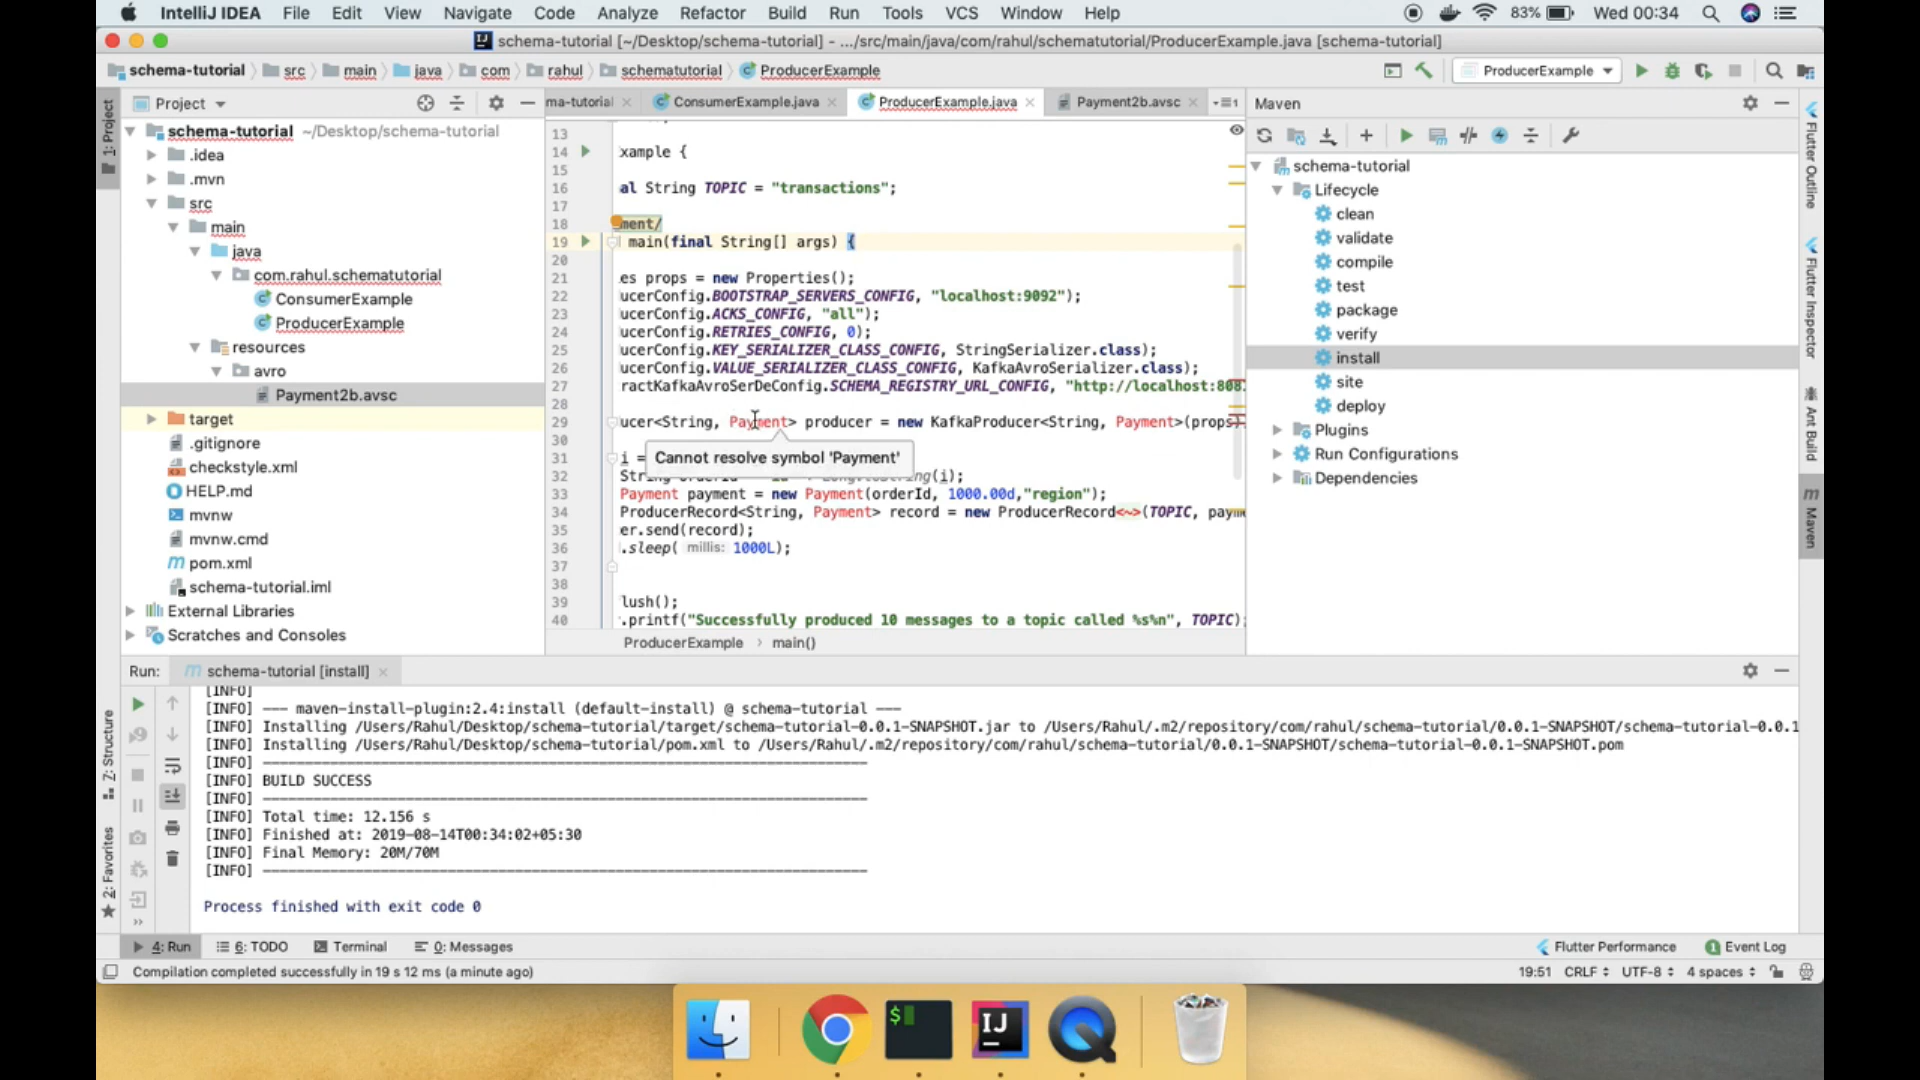 IntelliJ IDEA File Edit View Navigate Code Analyze Refactor Build Run Tools VCS Window Help 83% Wed 00:34
schema-tutorial [~/Desktop/schema-tutorial] - .../src/main/java/com/rahul/schematutorial/ProducerExample.java [schema-tutorial]
schema-tutorial src main java com rahul schematutorial ProducerExample ProducerExample
Project ma-tutorial ConsumerExample.java ProducerExample.java Payment2b.avsc Maven
1: Project
Z: Structure
2: Favorites
schema-tutorial ~/Desktop/schema-tutorial
.idea
.mvn
src
main
java
com.rahul.schematutorial
ConsumerExample
ProducerExample
resources
avro
Payment2b.avsc
target
.gitignore
checkstyle.xml
HELP.md
mvnw
mvnw.cmd
pom.xml
schema-tutorial.iml
External Libraries
Scratches and Consoles
13
14 xample {
15
16 al String TOPIC = "transactions";
17
18 ment/
19 main(final String[] args) {
20
21 es props = new Properties();
22 ucerConfig.BOOTSTRAP_SERVERS_CONFIG, "localhost:9092");
23 ucerConfig.ACKS_CONFIG, "all");
24 ucerConfig.RETRIES_CONFIG, 0);
25 ucerConfig.KEY_SERIALIZER_CLASS_CONFIG, StringSerializer.class);
26 ucerConfig.VALUE_SERIALIZER_CLASS_CONFIG, KafkaAvroSerializer.class);
27 ractKafkaAvroSerDeConfig.SCHEMA_REGISTRY_URL_CONFIG, "http://localhost:808
28
29 ucer<String, Payment> producer = new KafkaProducer<String, Payment>(props)
30
31 i =
Cannot resolve symbol 'Payment'
32 String (i);
33 Payment payment = new Payment(orderId, 1000.00d,"region");
34 ProducerRecord<String, Payment> record = new ProducerRecord<~>(TOPIC, payme
35 er.send(record);
36 .sleep( millis: 1000L);
37
38
39 lush();
40 .printf("Successfully produced 10 messages to a topic called %s%n", TOPIC);
ProducerExample main()
schema-tutorial
Lifecycle
clean
validate
compile
test
package
verify
install
site
deploy
Plugins
Run Configurations
Dependencies
Flutter Outline
Flutter Inspector
Ant Build
Maven
Run: schema-tutorial [install]
[INFO]
[INFO] --- maven-install-plugin:2.4:install (default-install) @ schema-tutorial ---
[INFO] Installing /Users/Rahul/Desktop/schema-tutorial/target/schema-tutorial-0.0.1-SNAPSHOT.jar to /Users/Rahul/.m2/repository/com/rahul/schema-tutorial/0.0.1-SNAPSHOT/schema-tutorial-0.0.1
[INFO] Installing /Users/Rahul/Desktop/schema-tutorial/pom.xml to /Users/Rahul/.m2/repository/com/rahul/schema-tutorial/0.0.1-SNAPSHOT/schema-tutorial-0.0.1-SNAPSHOT.pom
[INFO] ------------------------------------------------------------------------
[INFO] BUILD SUCCESS
[INFO] ------------------------------------------------------------------------
[INFO] Total time: 12.156 s
[INFO] Finished at: 2019-08-14T00:34:02+05:30
[INFO] Final Memory: 20M/70M
[INFO] ------------------------------------------------------------------------
Process finished with exit code 0
4: Run 6: TODO Terminal 0: Messages Flutter Performance 1 Event Log
Compilation completed successfully in 19 s 12 ms (a minute ago) 19:51 CRLF UTF-8 4 spaces